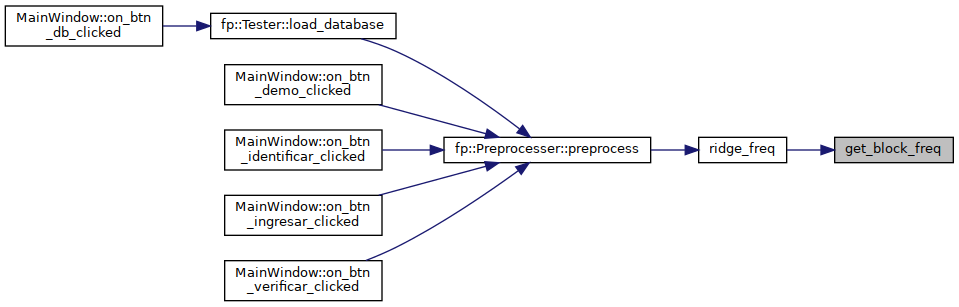 MainWindow::on_btn
_db_clicked
fp::Tester::load_database
MainWindow::on_btn
_demo_clicked
MainWindow::on_btn
_identificar_clicked
fp::Preprocesser::preprocess
ridge_freq
get_block_freq
MainWindow::on_btn
_ingresar_clicked
MainWindow::on_btn
_verificar_clicked